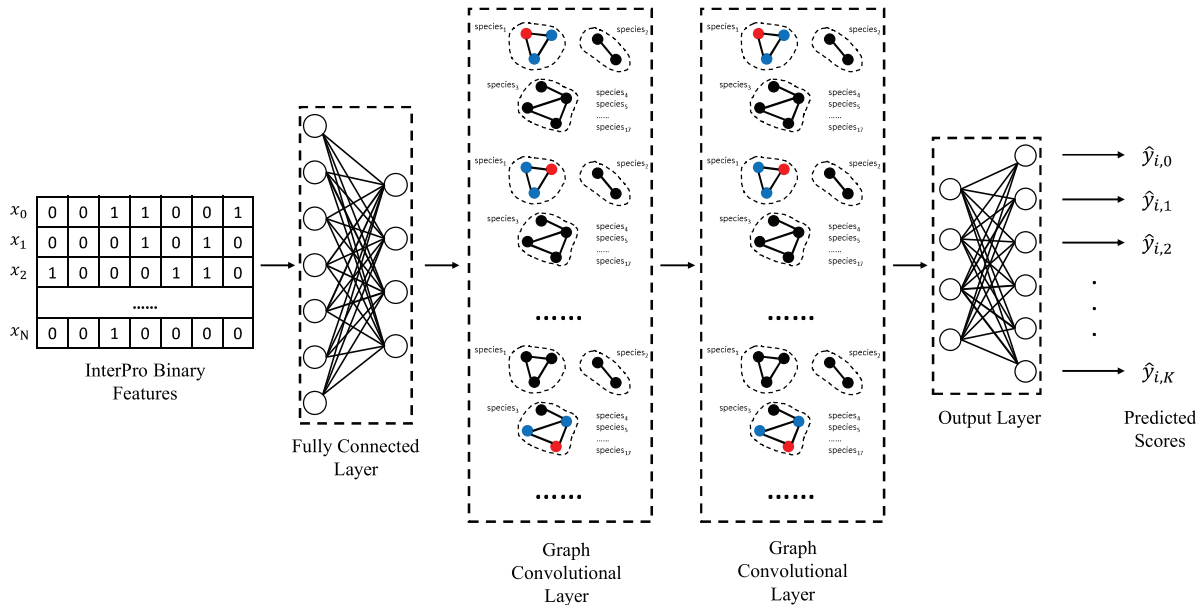 x0 0 0 1 1 0 0 1
x1 0 0 0 1 0 1 0
x2 1 0 0 0 1 1 0
......
xN 0 0 1 0 0 0 0
InterPro Binary
Features
Fully Connected
Layer
species1
species2
species3
species4
species5
......
species17
species1
species2
species3
species4
species5
......
species17
......
species1
species2
species3
species4
species5
......
species17
......
Graph
Convolutional
Layer
species1
species2
species3
species4
species5
......
species17
species1
species2
species3
species4
species5
......
species17
......
species1
species2
species3
species4
species5
......
species17
......
Graph
Convolutional
Layer
Output Layer
ŷi,0
ŷi,1
ŷi,2
.
.
.
ŷi,K
Predicted
Scores